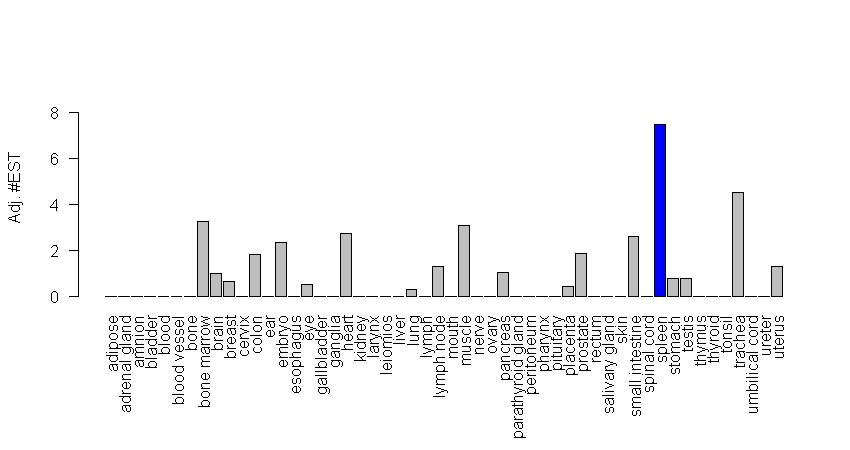 Adj. #EST
8
6
4
2
0
adipose
adrenal gland
amnion
bladder
blood
blood vessel
bone
bone marrow
brain
breast
cervix
colon
ear
embryo
esophagus
eye
gallbladder
ganglia
heart
kidney
larynx
leiomios
liver
lung
lymph
lymph node
mouth
muscle
nerve
ovary
pancreas
parathyroid gland
peritoneum
pharynx
pituitary
placenta
prostate
rectum
salivary gland
skin
small intestine
spinal cord
spleen
stomach
testis
thymus
thyroid
tonsil
trachea
umbilical cord
ureter
uterus